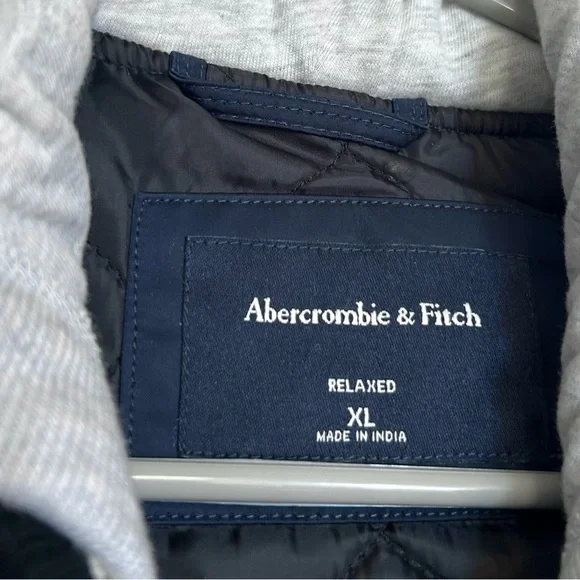 Abercrombie & Fitch
RELAXED
XL
MADE IN INDIA